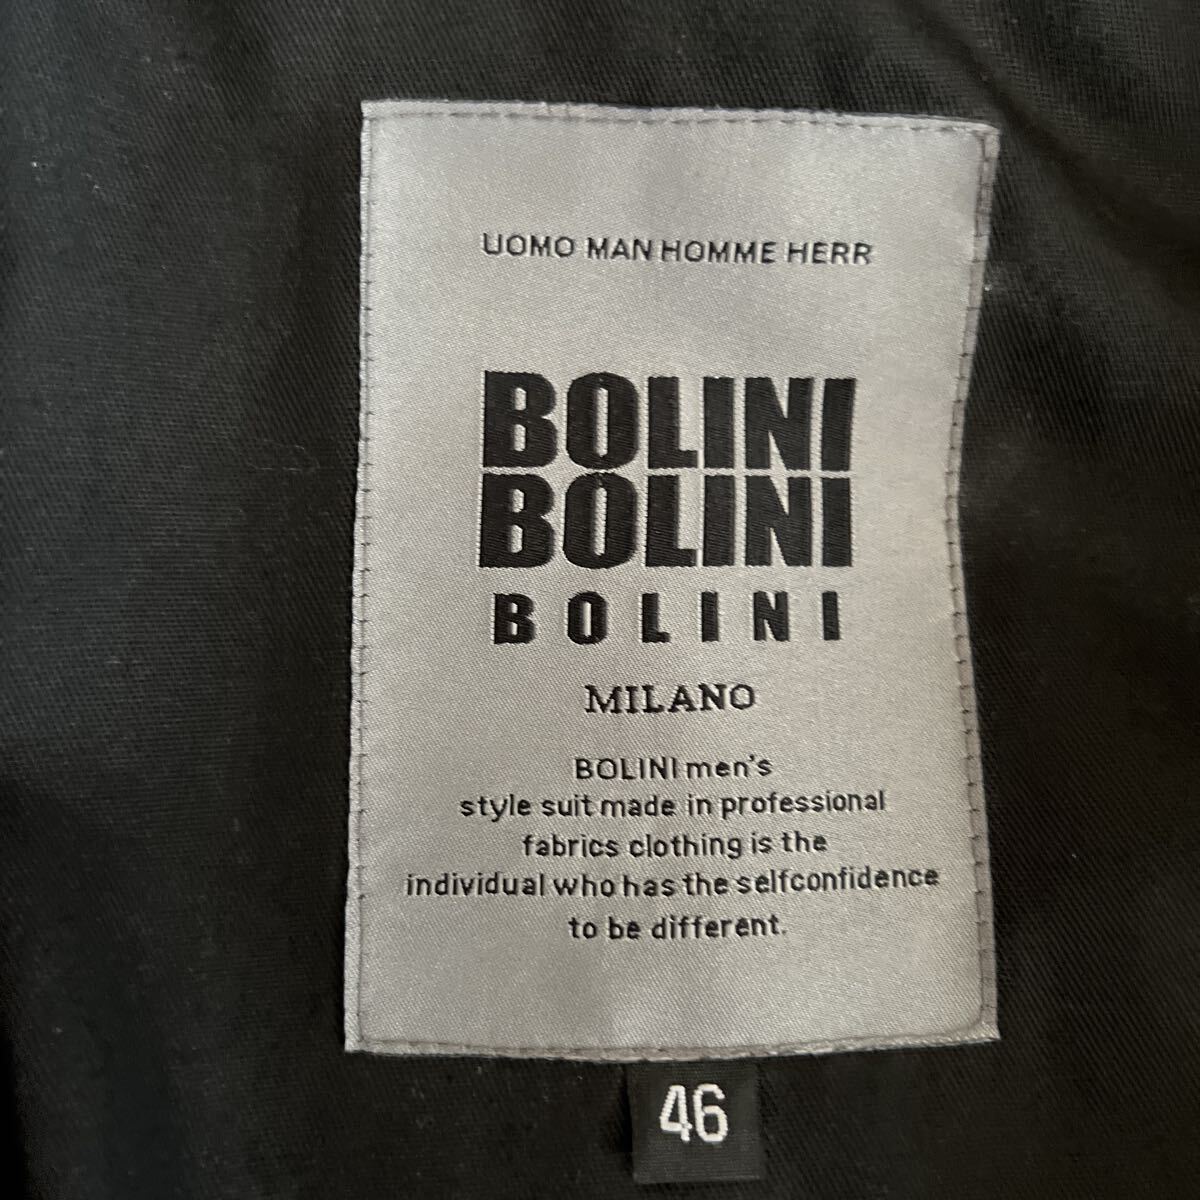 UOMO MAN HOMME HERR
BOLINI
BOLINI
BOLINI
MILANO
BOLINI men's
style suit made in professional
fabrics clothing is the
individual who has the selfconfidence
to be different.
46